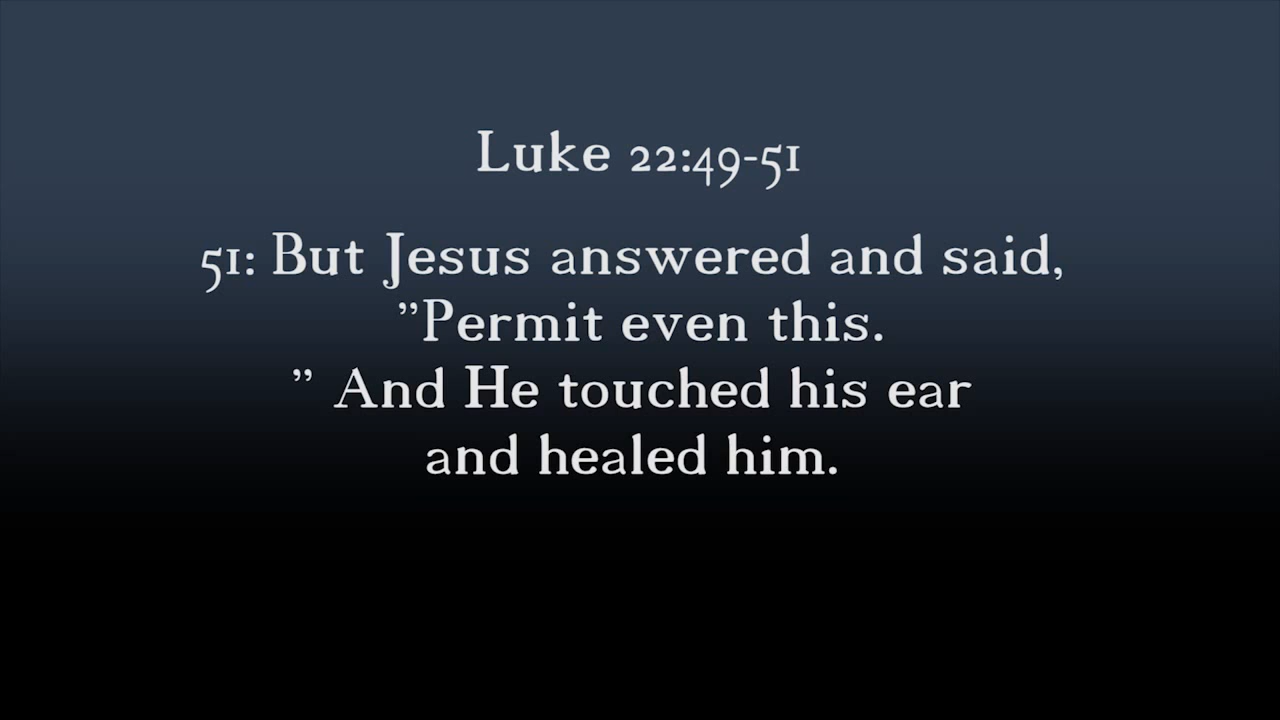 Luke 22:49-51
51: But Jesus answered and said,
”Permit even this.
” And He touched his ear
and healed him.